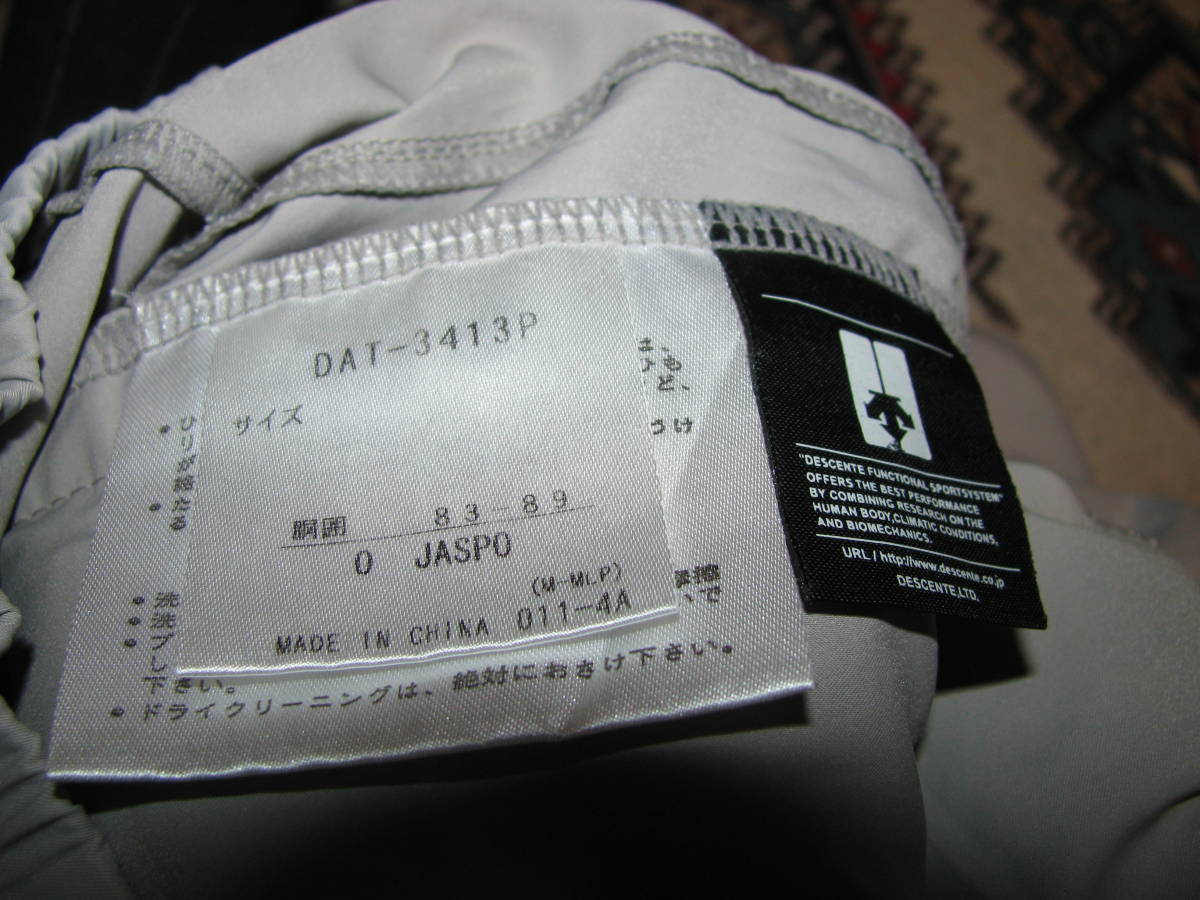 DAT-3413P
サイズ
胴囲 83 89
O JASPO
(M-ML.P)
MADE IN CHINA 011-4A
下さい。
• ドライクリーニングは、絶対におさけ下さい。
"DESCENTE FUNCTIONAL SPORTSYSTEM"
OFFERS THE BEST PERFORMANCE
BY COMBINING RESEARCH ON THE
HUMAN BODY,CLIMATIC CONDITIONS,
AND BIOMECHANICS.
URL / http://www.descente.co.jp
DESCENTE,LTD.